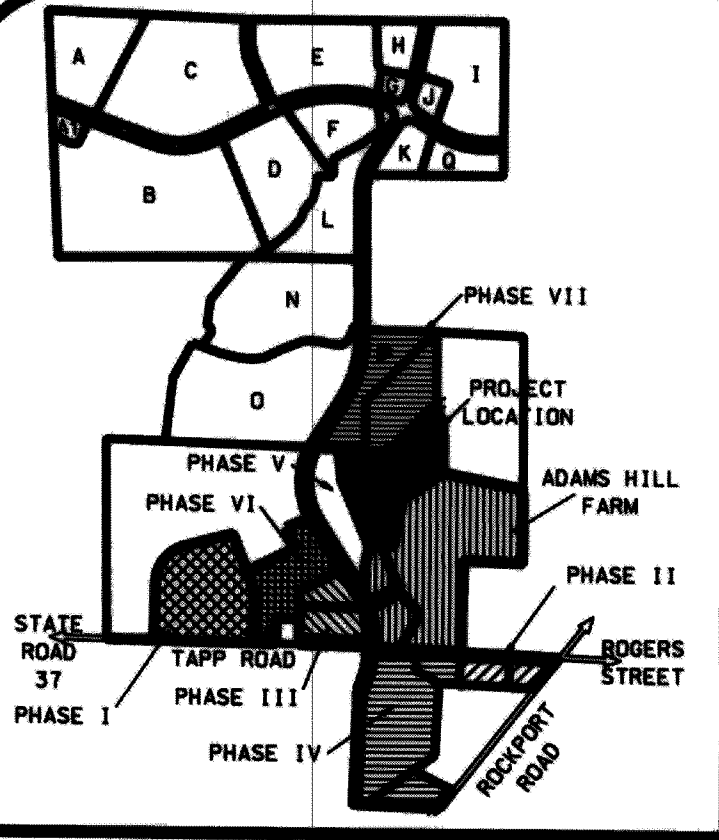 A
C
E
H
I
G
J
A1
F
K
Q
B
D
L
N
PHASE VII
O
PROJECT
LOCATION
PHASE V
ADAMS HILL
FARM
PHASE VI
PHASE II
STATE
ROAD
37
TAPP ROAD
ROGERS
STREET
PHASE III
PHASE I
PHASE IV
ROCKPORT
ROAD